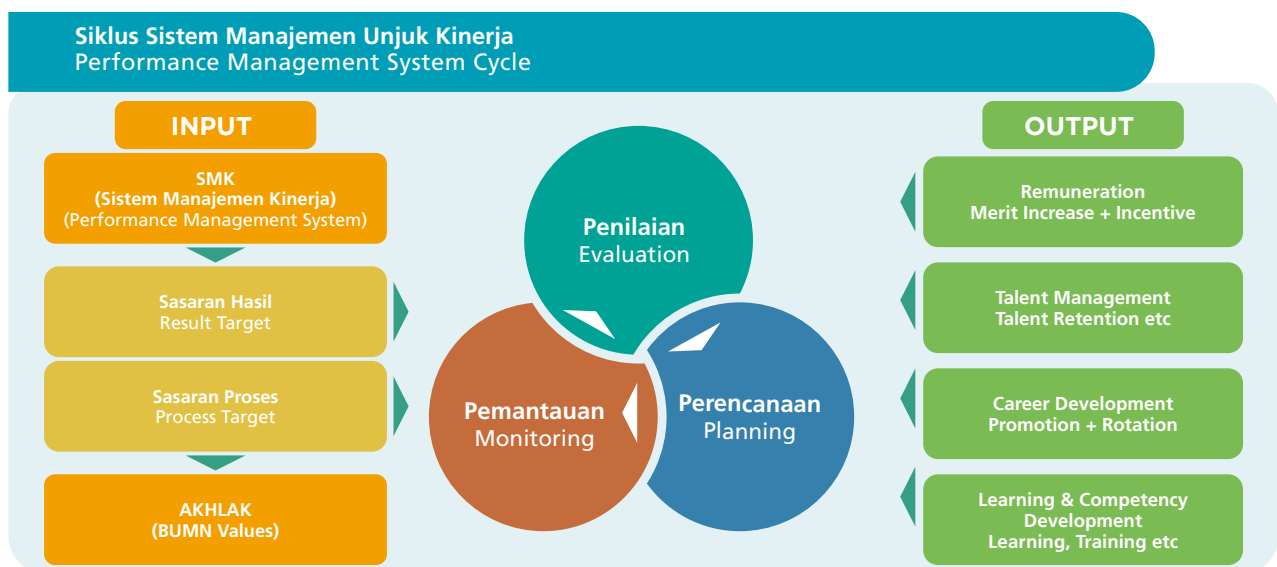 Siklus Sistem Manajemen Unjuk Kinerja
Performance Management System Cycle
INPUT
SMK
(Sistem Manajemen Kinerja)
(Performance Management System)
Sasaran Hasil
Result Target
Sasaran Proses
Process Target
AKHLAK
(BUMN Values)
Penilaian
Evaluation
Pemantauan
Monitoring
Perencanaan
Planning
OUTPUT
Remuneration
Merit Increase + Incentive
Talent Management
Talent Retention etc
Career Development
Promotion + Rotation
Learning & Competency
Development
Learning, Training etc